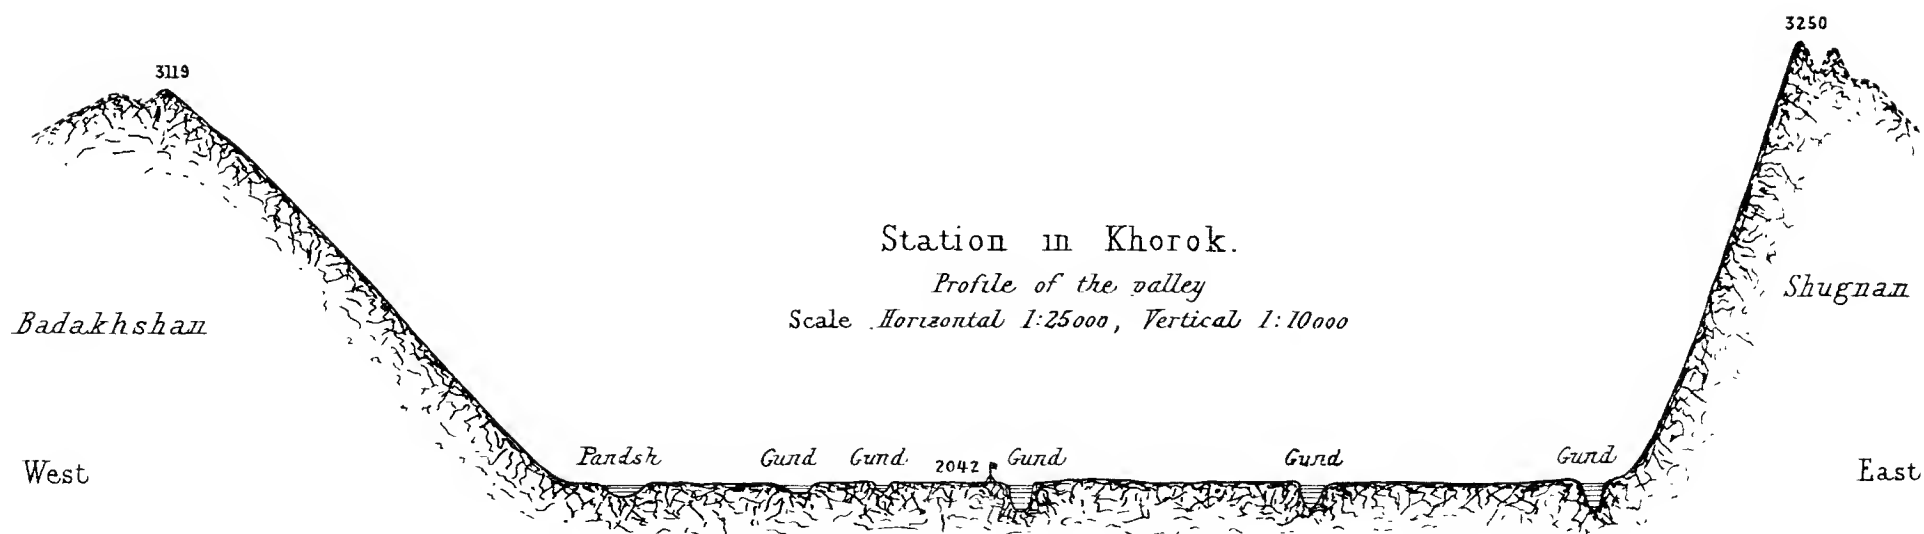 3250
3119
Station in Khorok.
Profile of the valley
Scale Horizontal 1:25000, Vertical 1:10000
Badakhshan
Shugnan
Pandsh Gund Gund 2042 Gund Gund Gund
West
East